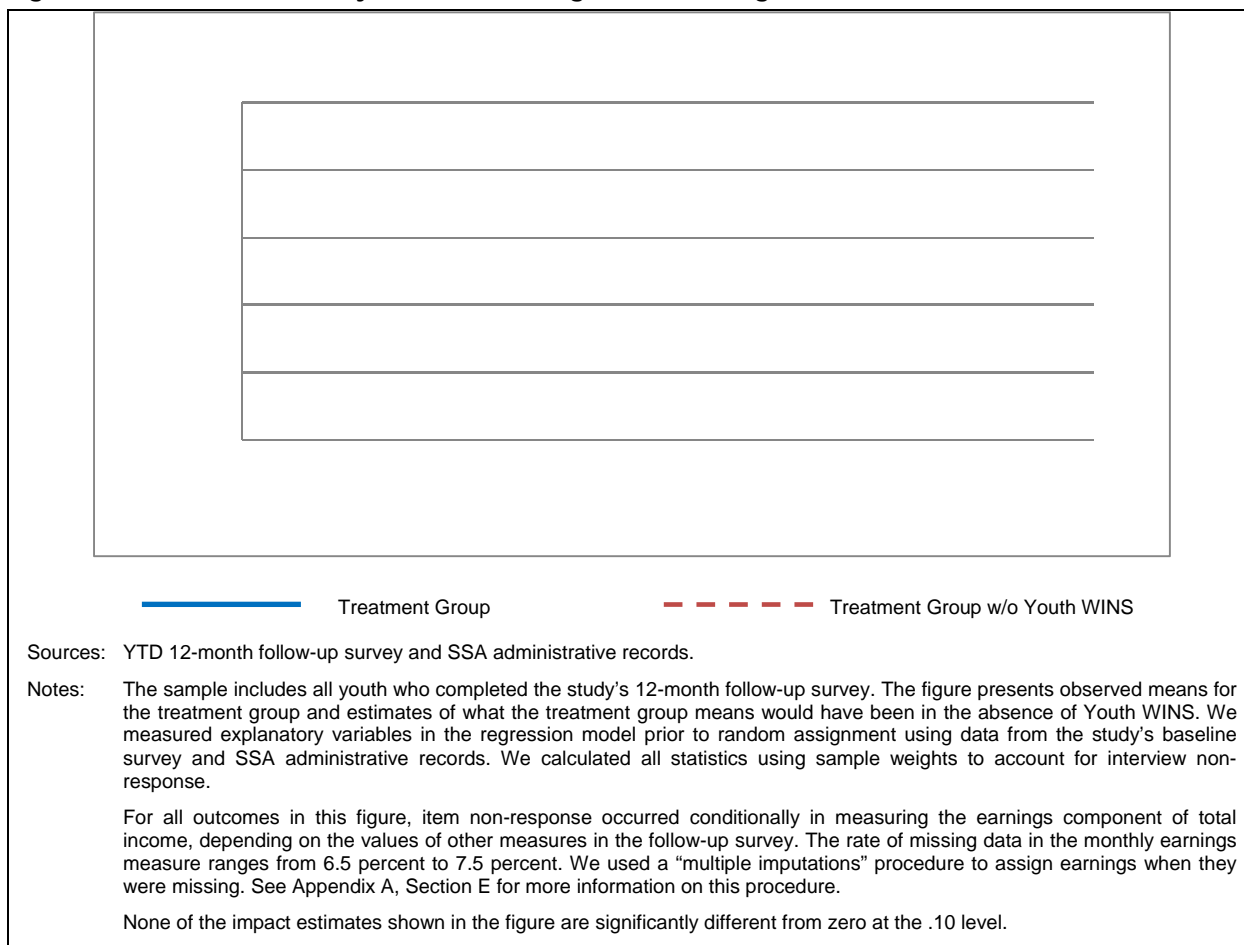 Treatment Group
Treatment Group w/o Youth WINS
Sources: YTD 12-month follow-up survey and SSA administrative records.
Notes: The sample includes all youth who completed the study’s 12-month follow-up survey. The figure presents observed means for
the treatment group and estimates of what the treatment group means would have been in the absence of Youth WINS. We
measured explanatory variables in the regression model prior to random assignment using data from the study’s baseline
survey and SSA administrative records. We calculated all statistics using sample weights to account for interview non-
response.
For all outcomes in this figure, item non-response occurred conditionally in measuring the earnings component of total
income, depending on the values of other measures in the follow-up survey. The rate of missing data in the monthly earnings
measure ranges from 6.5 percent to 7.5 percent. We used a “multiple imputations” procedure to assign earnings when they
were missing. See Appendix A, Section E for more information on this procedure.
None of the impact estimates shown in the figure are significantly different from zero at the .10 level.